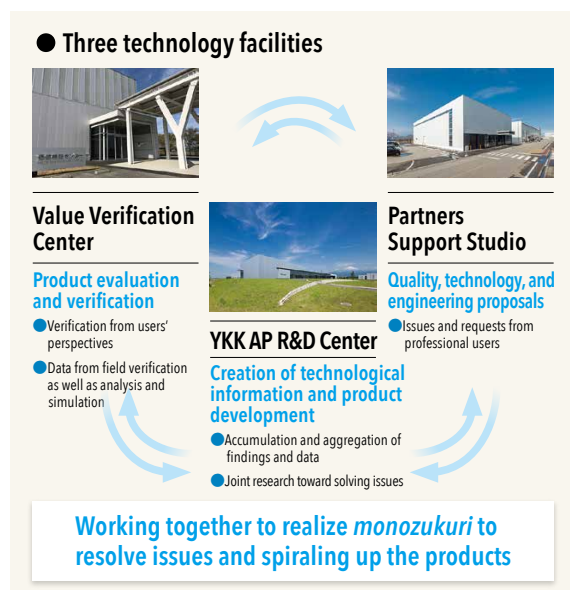 ● Three technology facilities
Value Verification
Center
Product evaluation
and verification
●Verification from users'
perspectives
●Data from field verification
as well as analysis and
simulation
YKK AP R&D Center
Creation of technological
information and product
development
●Accumulation and aggregation of
findings and data
●Joint research toward solving issues
Partners
Support Studio
Quality, technology, and
engineering proposals
●Issues and requests from
professional users
Working together to realize monozukuri to
resolve issues and spiraling up the products